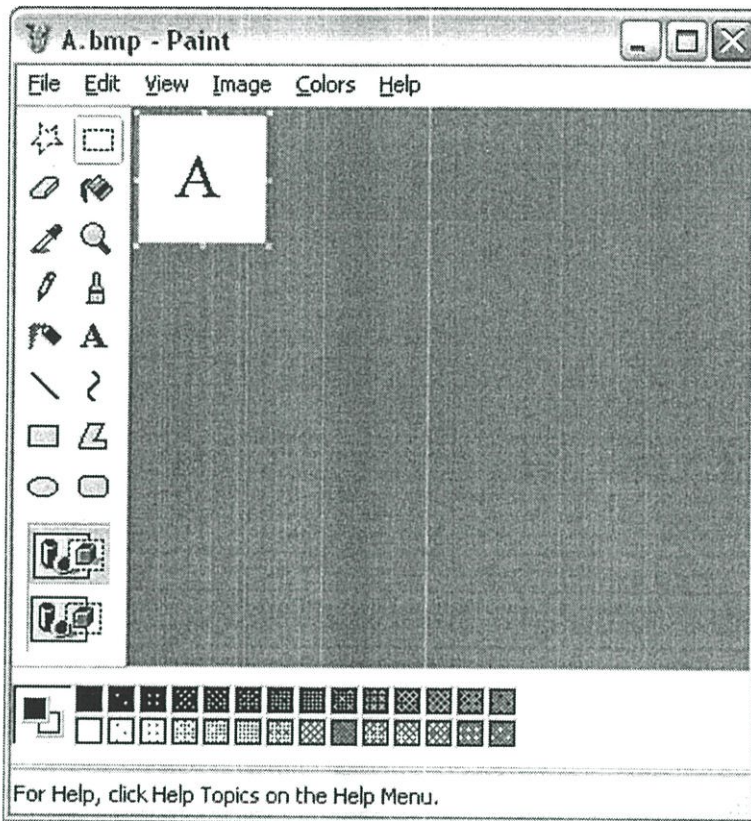 A.bmp - Paint
File Edit View Image Colors Help
A
A
For Help, click Help Topics on the Help Menu.